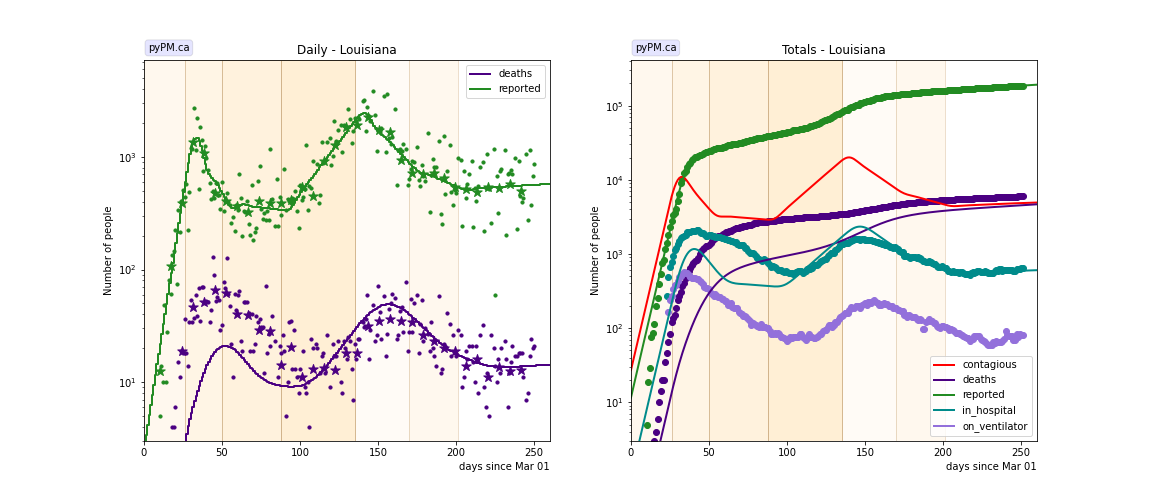 pyPM.ca
Daily - Louisiana
deaths
reported
Number of people
10³
10²
10¹
0
50
100
150
200
250
days since Mar 01
pyPM.ca
Totals - Louisiana
Number of people
10⁵
10⁴
10³
10²
10¹
contagious
deaths
reported
in_hospital
on_ventilator
0
50
100
150
200
250
days since Mar 01